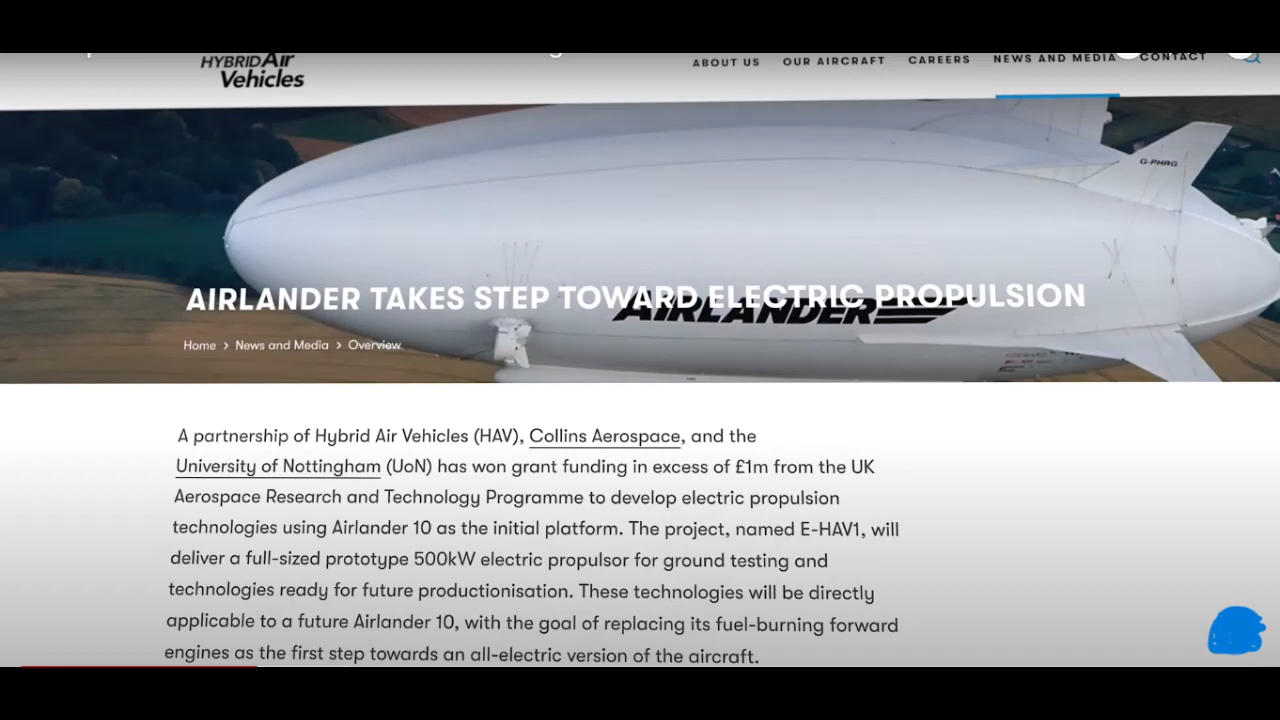 HYBRID Air
Vehicles
ABOUT US OUR AIRCRAFT CAREERS NEWS AND MEDIA CONTACT
G-PHRG
AIRLANDER TAKES STEP TOWARD ELECTRIC PROPULSION
AIRLANDER
Home > News and Media > Overview
A partnership of Hybrid Air Vehicles (HAV), Collins Aerospace, and the
University of Nottingham (UoN) has won grant funding in excess of £1m from the UK
Aerospace Research and Technology Programme to develop electric propulsion
technologies using Airlander 10 as the initial platform. The project, named E-HAV1, will
deliver a full-sized prototype 500kW electric propulsor for ground testing and
technologies ready for future productionisation. These technologies will be directly
applicable to a future Airlander 10, with the goal of replacing its fuel-burning forward
engines as the first step towards an all-electric version of the aircraft.